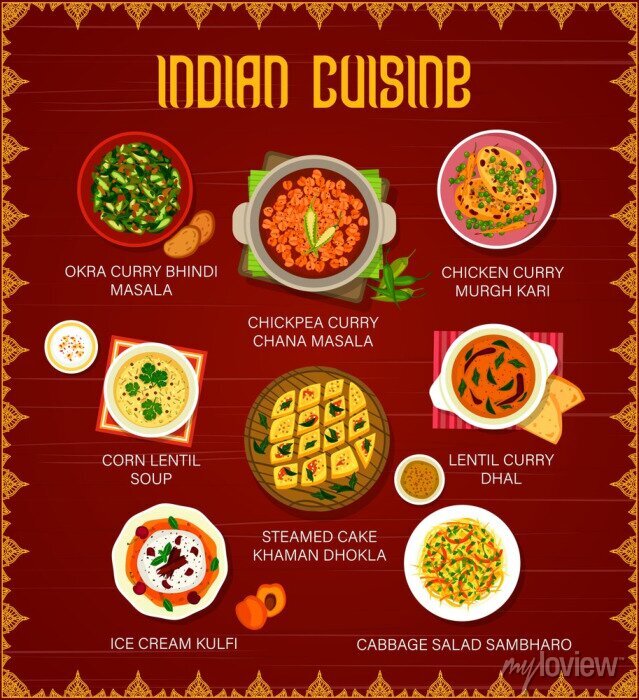 INDIAN CUISINE
OKRA CURRY BHINDI
MASALA
CHICKPEA CURRY
CHANA MASALA
CHICKEN CURRY
MURGH KARI
CORN LENTIL
SOUP
STEAMED CAKE
KHAMAN DHOKLA
LENTIL CURRY
DHAL
ICE CREAM KULFI
CABBAGE SALAD SAMBHARO
myloview